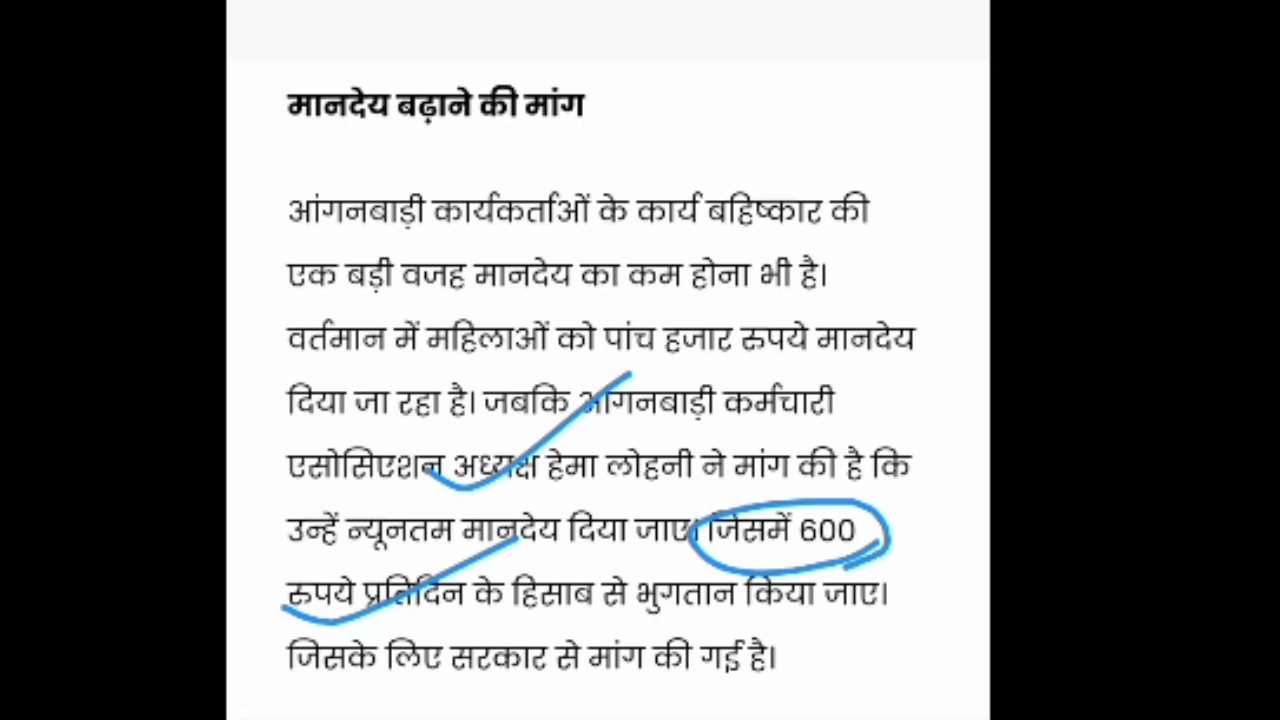 मानदेय बढ़ाने की मांग
आंगनबाड़ी कार्यकर्ताओं के कार्य बहिष्कार की
एक बड़ी वजह मानदेय का कम होना भी है।
वर्तमान में महिलाओं को पांच हजार रुपये मानदेय
दिया जा रहा है। जबकि आंगनबाड़ी कर्मचारी
एसोसिएशन अध्यक्ष हेमा लोहनी ने मांग की है कि
उन्हें न्यूनतम मानदेय दिया जाए। जिसमें 600
रुपये प्रतिदिन के हिसाब से भुगतान किया जाए।
जिसके लिए सरकार से मांग की गई है।